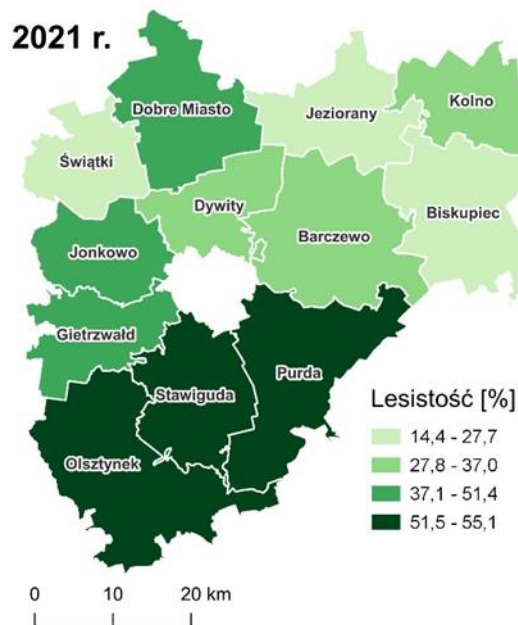 2021 r.
Dobre Miasto
Jeziorany
Kolno
Świątki
Dywity
Biskupiec
Barczewo
Jonkowo
Gietrzwałd
Purda
Stawiguda
Olsztynek
Lesistość [%]
14,4 - 27,7
27,8 - 37,0
37,1 - 51,4
51,5 - 55,1
0 10 20 km